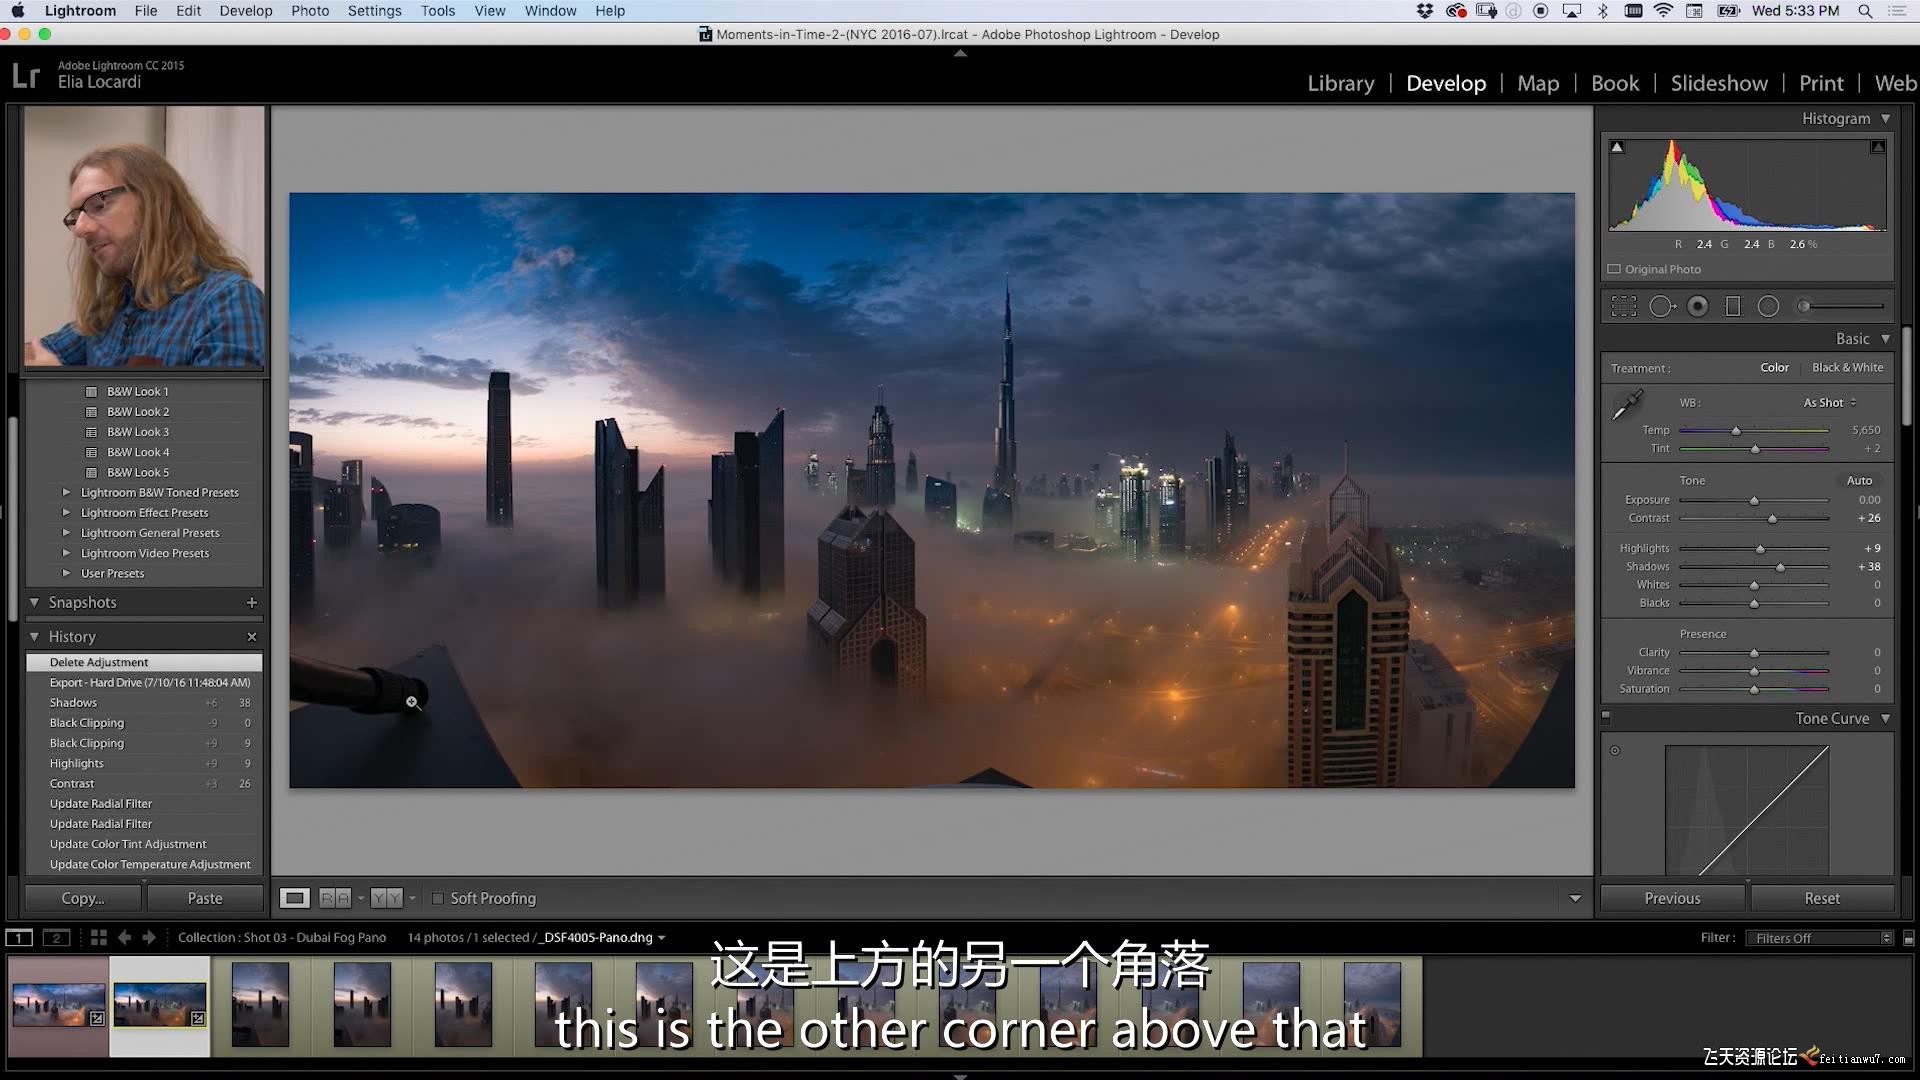 Lightroom File Edit Develop Photo Settings Tools View Window Help Wed 5:33 PM
Moments-in-Time-2-(NYC 2016-07).lrcat - Adobe Photoshop Lightroom - Develop
Lr
Adobe Lightroom CC 2015
Elia Locardi
Library | Develop | Map | Book | Slideshow | Print | Web
B&W Look 1
B&W Look 2
B&W Look 3
B&W Look 4
B&W Look 5
Lightroom B&W Toned Presets
Lightroom Effect Presets
Lightroom General Presets
Lightroom Video Presets
User Presets
Snapshots +
History ×
Delete Adjustment
Export - Hard Drive (7/10/16 11:48:04 AM)
Shadows +6 38
Black Clipping -9 0
Black Clipping +9 9
Highlights +9 9
Contrast +3 26
Update Radial Filter
Update Radial Filter
Update Color Tint Adjustment
Update Color Temperature Adjustment
Copy... Paste
Soft Proofing
Histogram
R 2.4 G 2.4 B 2.6 %
Original Photo
Basic
Treatment : Color | Black & White
WB : As Shot
Temp 5,650
Tint + 2
Tone Auto
Exposure 0.00
Contrast + 26
Highlights + 9
Shadows + 38
Whites 0
Blacks 0
Presence
Clarity 0
Vibrance 0
Saturation 0
Tone Curve
Previous Reset
1 2 Collection : Shot 03 - Dubai Fog Pano 14 photos / 1 selected / _DSF4005-Pano.dng Filter : Filters Off
这是上方的另一个角落
this is the other corner above that
飞天资源论坛 feitianwu7.com